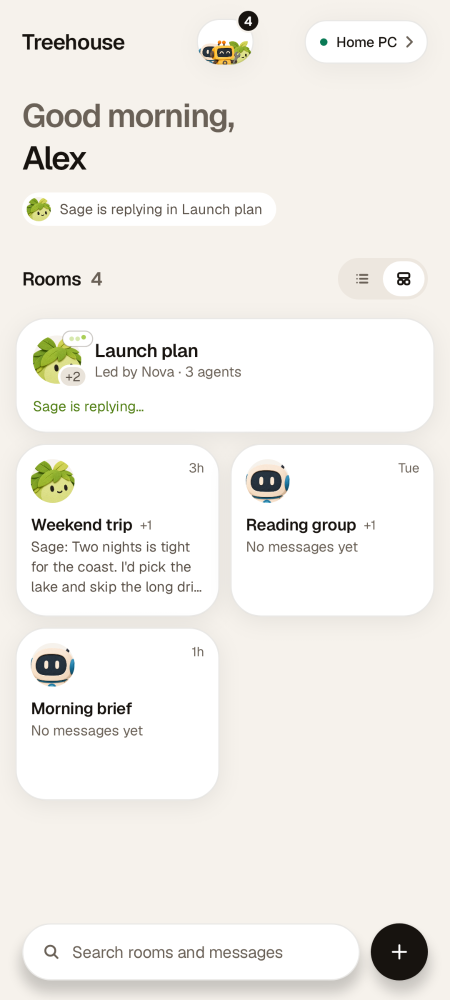 Treehouse
4
Home PC
Good morning,
Alex
Sage is replying in Launch plan
Rooms 4
Launch plan
+2
Led by Nova · 3 agents
Sage is replying...
3h
Weekend trip +1
Sage: Two nights is tight
for the coast. I'd pick the
lake and skip the long dri...
Tue
Reading group +1
No messages yet
1h
Morning brief
No messages yet
Search rooms and messages